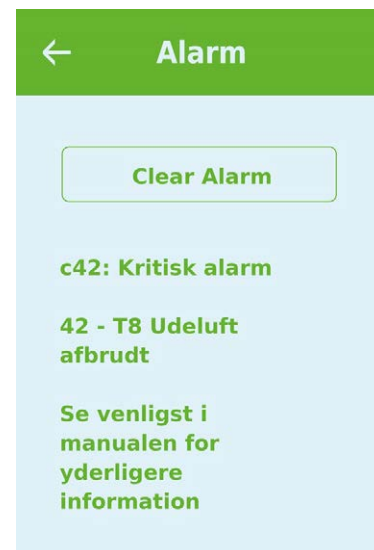 Alarm
Clear Alarm
c42: Kritisk alarm
42 - T8 Udeluft
afbrudt
Se venligst i
manualen for
yderligere
information